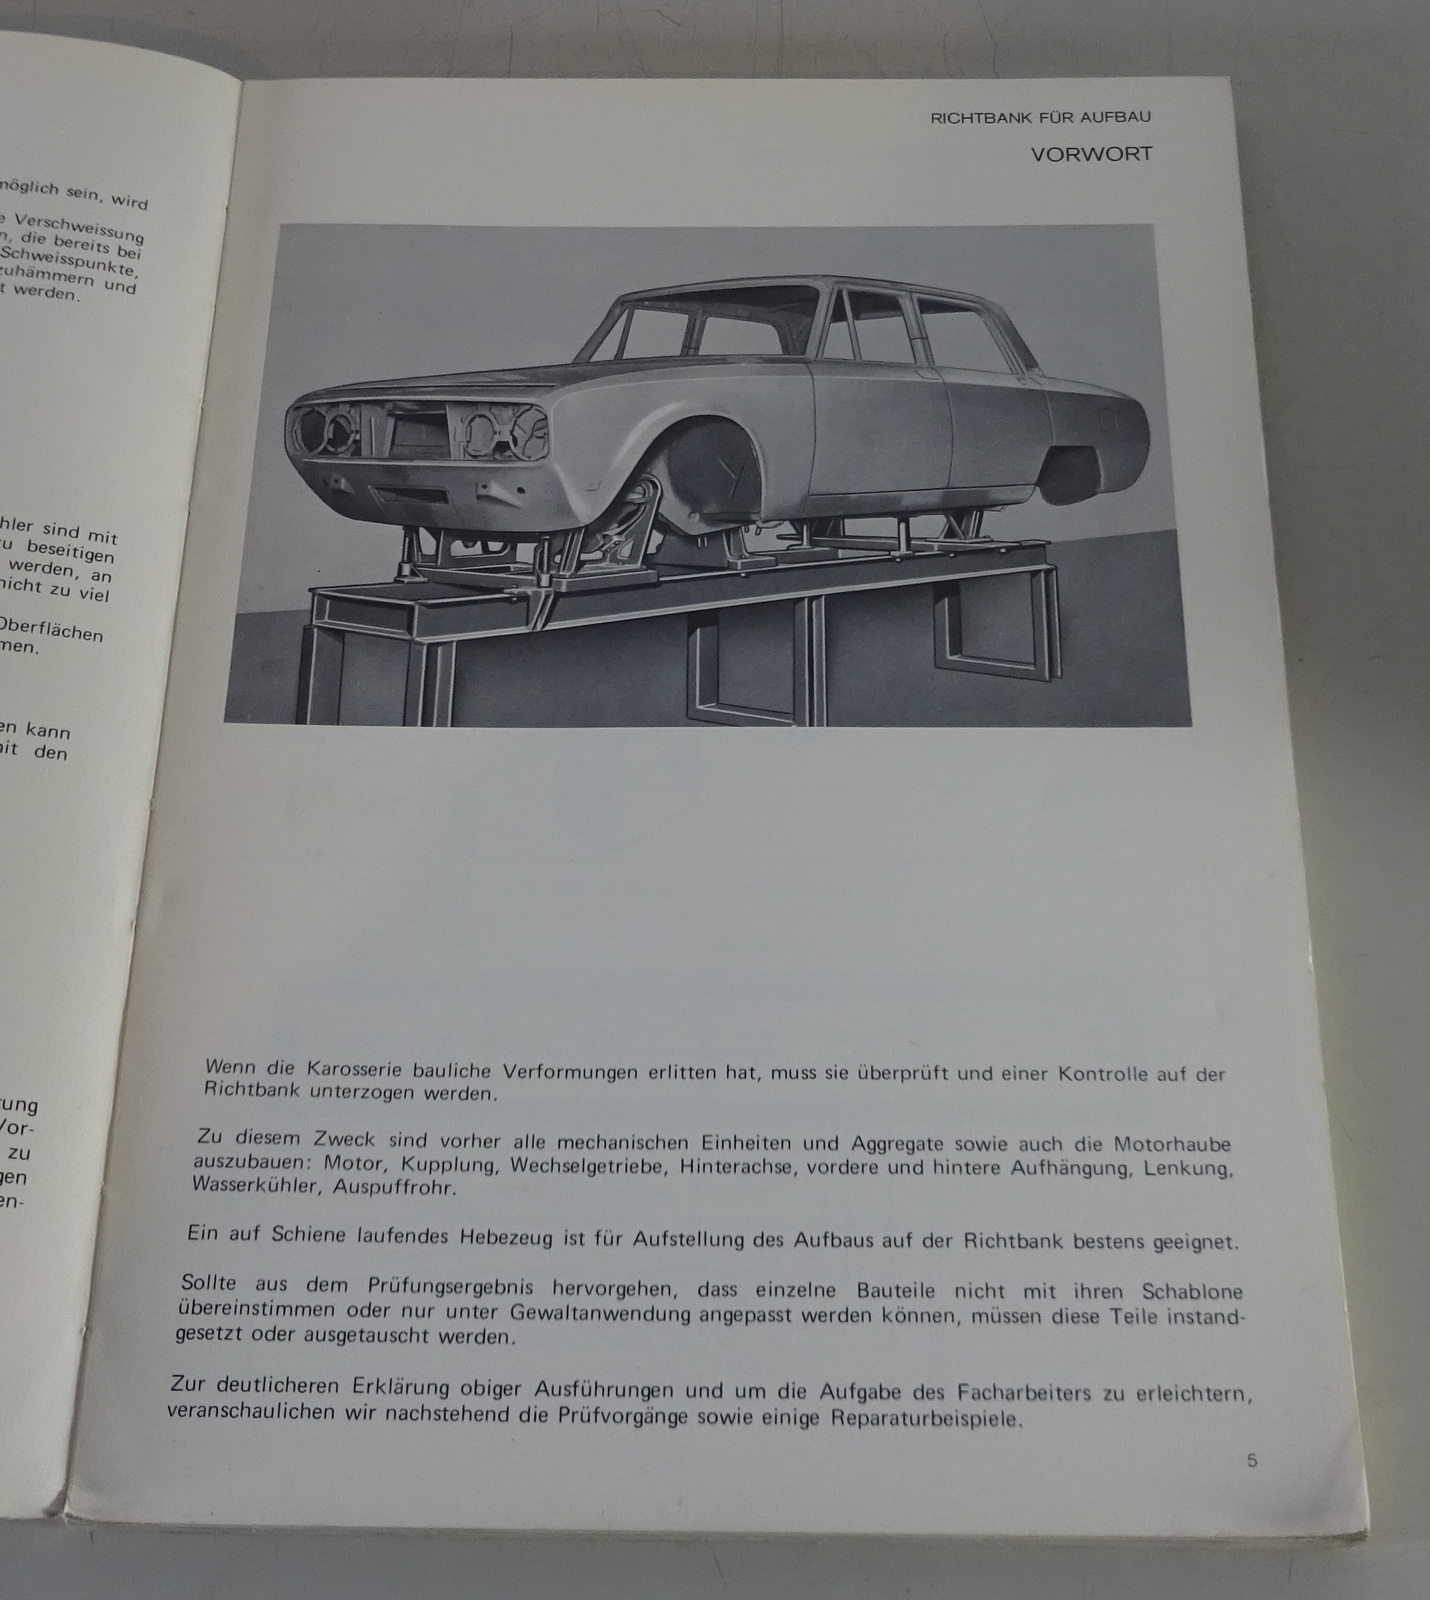 möglich sein, wird
Verschweissung
die bereits bei
Schweisspunkte,
zuhämmern und
werden.
hler sind mit
beseitigen
werden, an
nicht zu viel
Oberflächen
men.
en kann
mit den
rung
Vor-
zu
gen
en-
RICHTBANK FÜR AUFBAU
VORWORT
Wenn die Karosserie bauliche Verformungen erlitten hat, muss sie überprüft und einer Kontrolle auf der
Richtbank unterzogen werden.
Zu diesem Zweck sind vorher alle mechanischen Einheiten und Aggregate sowie auch die Motorhaube
auszubauen: Motor, Kupplung, Wechselgetriebe, Hinterachse, vordere und hintere Aufhängung, Lenkung,
Wasserkühler, Auspuffrohr.
Ein auf Schiene laufendes Hebezeug ist für Aufstellung des Aufbaus auf der Richtbank bestens geeignet.
Sollte aus dem Prüfungsergebnis hervorgehen, dass einzelne Bauteile nicht mit ihren Schablone
übereinstimmen oder nur unter Gewaltanwendung angepasst werden können, müssen diese Teile instand-
gesetzt oder ausgetauscht werden.
Zur deutlicheren Erklärung obiger Ausführungen und um die Aufgabe des Facharbeiters zu erleichtern,
veranschaulichen wir nachstehend die Prüfvorgänge sowie einige Reparaturbeispiele.
5